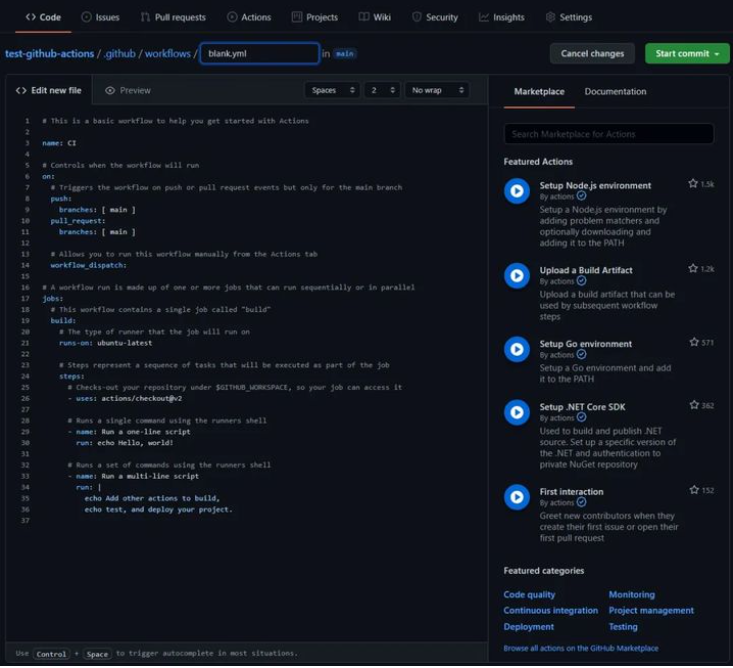 Code Issues Pull requests Actions Projects Wiki Security Insights Settings
test-github-actions / .github / workflows / blank.yml in main Cancel changes Start commit
Edit new file Preview Spaces 2 No wrap
1 # This is a basic workflow to help you get started with Actions
2
3 name: CI
4
5 # Controls when the workflow will run
6 on:
7 # Triggers the workflow on push or pull request events but only for the main branch
8 push:
9 branches: [ main ]
10 pull_request:
11 branches: [ main ]
12
13 # Allows you to run this workflow manually from the Actions tab
14 workflow_dispatch:
15
16 # A workflow run is made up of one or more jobs that can run sequentially or in parallel
17 jobs:
18 # This workflow contains a single job called "build"
19 build:
20 # The type of runner that the job will run on
21 runs-on: ubuntu-latest
22
23 # Steps represent a sequence of tasks that will be executed as part of the job
24 steps:
25 # Checks-out your repository under $GITHUB_WORKSPACE, so your job can access it
26 - uses: actions/checkout@v2
27
28 # Runs a single command using the runners shell
29 - name: Run a one-line script
30 run: echo Hello, world!
31
32 # Runs a set of commands using the runners shell
33 - name: Run a multi-line script
34 run: |
35 echo Add other actions to build,
36 echo test, and deploy your project.
37
Use Control + Space to trigger autocomplete in most situations.
Marketplace Documentation
Search Marketplace for Actions
Featured Actions
Setup Node.js environment 1.5k
By actions
Setup a Node.js environment by
adding problem matchers and
optionally downloading and
adding it to the PATH
Upload a Build Artifact 1.2k
By actions
Upload a build artifact that can be
used by subsequent workflow
steps
Setup Go environment 571
By actions
Setup a Go environment and add
it to the PATH
Setup .NET Core SDK 362
By actions
Used to build and publish .NET
source. Set up a specific version of
the .NET and authentication to
private NuGet repository
First interaction 152
By actions
Greet new contributors when they
create their first issue or open their
first pull request
Featured categories
Code quality Monitoring
Continuous integration Project management
Deployment Testing
Browse all actions on the GitHub Marketplace